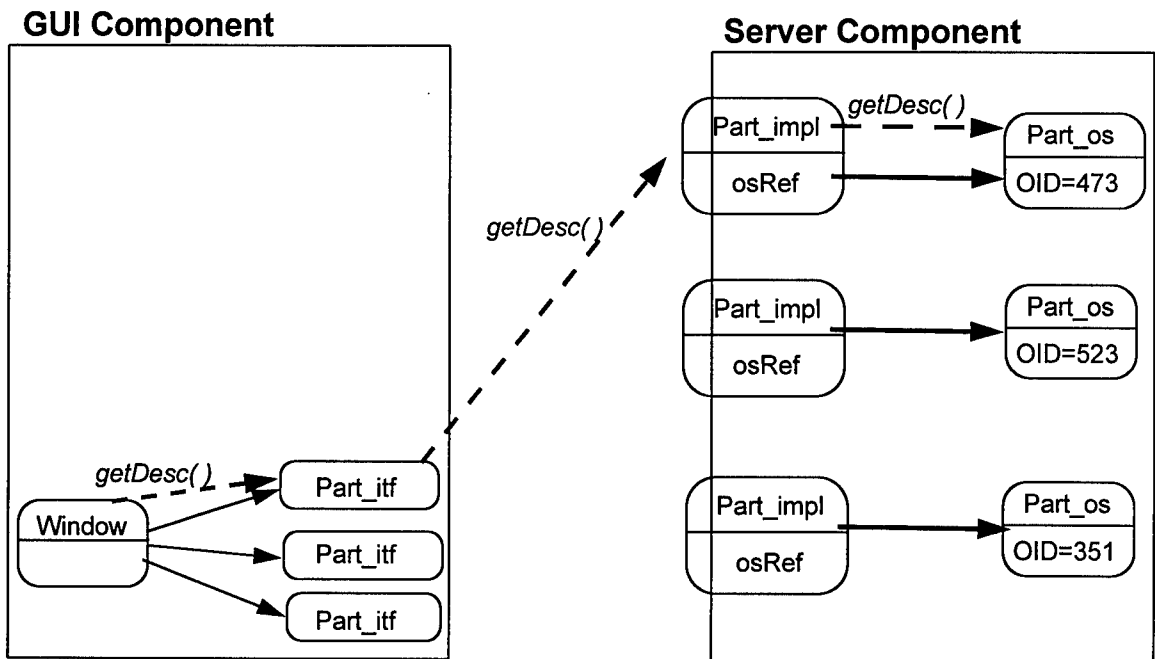 GUI Component
Server Component
getDesc()
Part_impl
osRef
Part_os
OID=473
getDesc()
Part_impl
osRef
Part_os
OID=523
getDesc()
Part_itf
Window
Part_itf
Part_itf
Part_impl
osRef
Part_os
OID=351